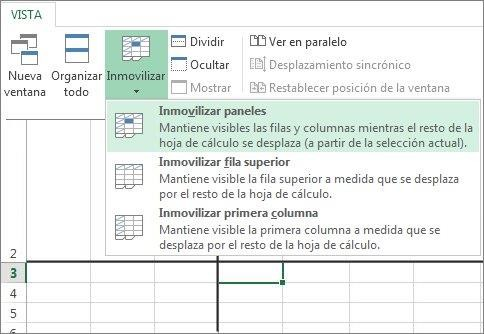 VISTA
Nueva ventana
Organizar todo
Inmovilizar
Dividir
Ocultar
Mostrar
Ver en paralelo
Desplazamiento sincrónico
Restablecer posición de la ventana
Inmovilizar paneles
Mantiene visibles las filas y columnas mientras el resto de la
hoja de cálculo se desplaza (a partir de la selección actual).
Inmovilizar fila superior
Mantiene visible la fila superior a medida que se desplaza
por el resto de la hoja de cálculo.
Inmovilizar primera columna
Mantiene visible la primera columna a medida que se
desplaza por el resto de la hoja de cálculo.
2
3
4
5